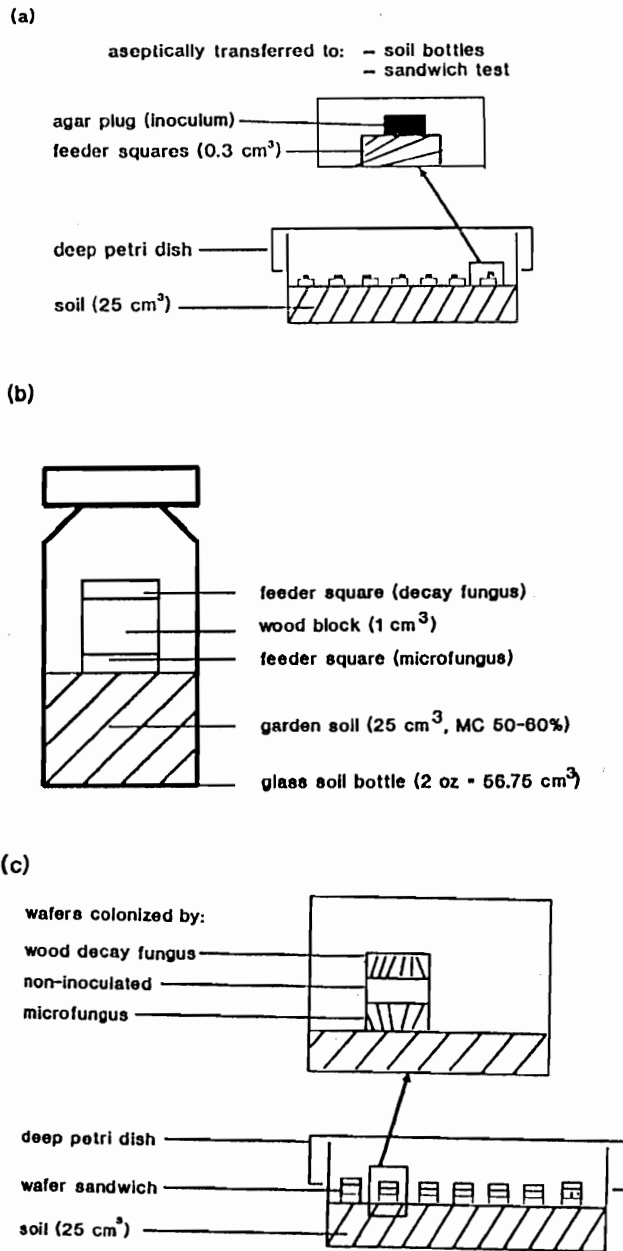 (a)
aseptically transferred to: – soil bottles
– sandwich test
agar plug (inoculum)
feeder squares (0.3 cm³)
deep petri dish
soil (25 cm³)
(b)
feeder square (decay fungus)
wood block (1 cm³)
feeder square (microfungus)
garden soil (25 cm³, MC 50-60%)
glass soil bottle (2 oz - 56.75 cm³)
(c)
wafers colonized by:
wood decay fungus
non-inoculated
microfungus
deep petri dish
wafer sandwich
soil (25 cm³)